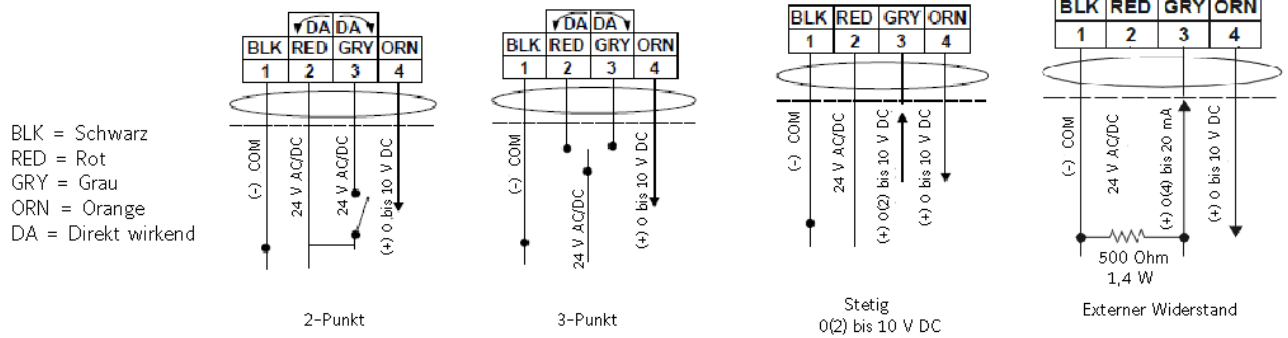 BLK = Schwarz
RED = Rot
GRY = Grau
ORN = Orange
DA = Direkt wirkend
DA DA
BLK RED GRY ORN
1 2 3 4
(-) COM
24 V AC/DC
24 V AC/DC
(+) 0 bis 10 V DC
2-Punkt
DA DA
BLK RED GRY ORN
1 2 3 4
(-) COM
24 V AC/DC
(+) 0 bis 10 V DC
3-Punkt
BLK RED GRY ORN
1 2 3 4
(-) COM
24 V AC/DC
(+) 0(2) bis 10 V DC
(+) 0 bis 10 V DC
Stetig
0(2) bis 10 V DC
BLK RED GRY ORN
1 2 3 4
(-) COM
24 V AC/DC
(+) 0(4) bis 20 mA
(+) 0 bis 10 V DC
500 Ohm
1,4 W
Externer Widerstand